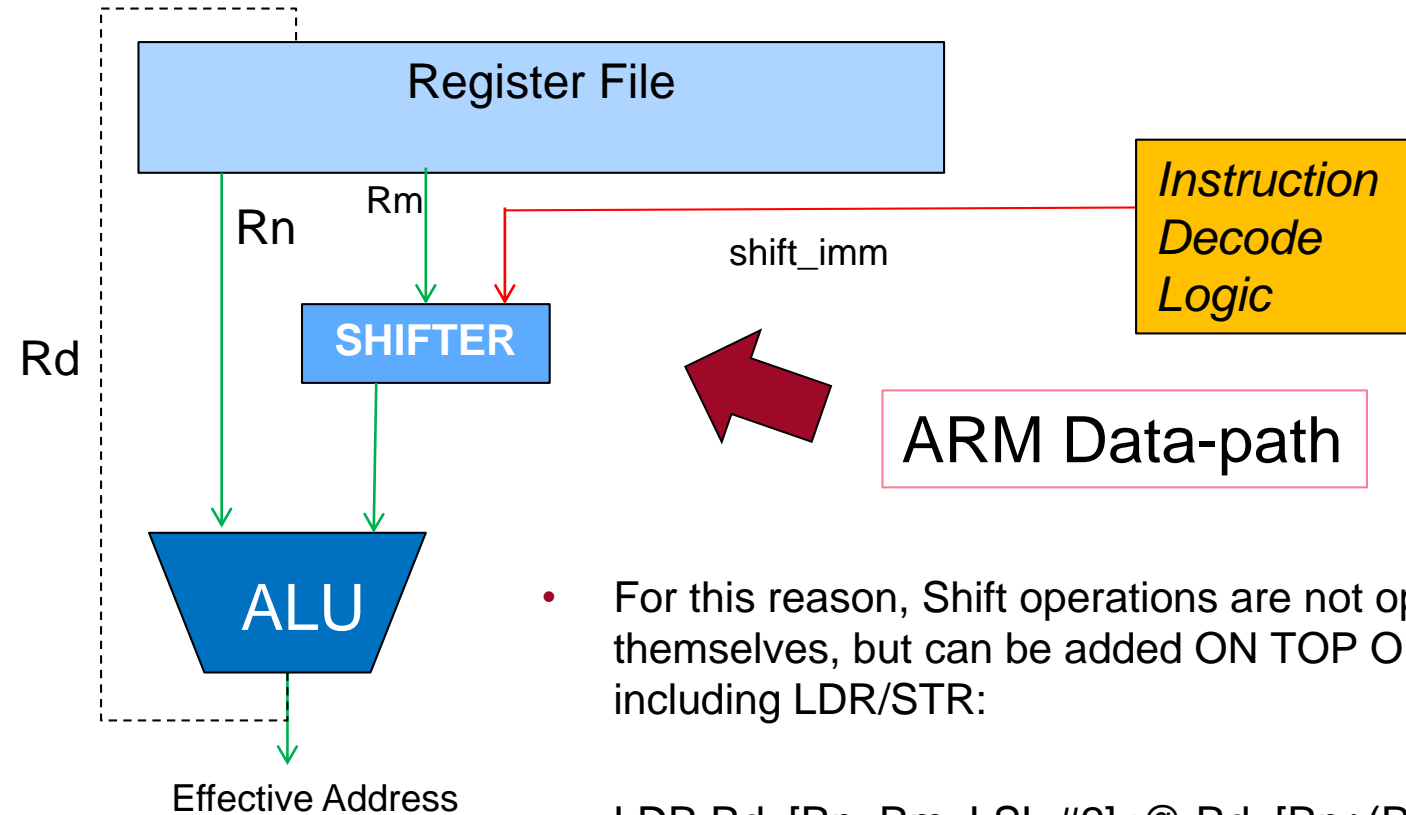 Register File
Rn
Rm
shift_imm
Instruction
Decode
Logic
SHIFTER
Rd
ARM Data-path
ALU
• For this reason, Shift operations are not
themselves, but can be added ON TOP
including LDR/STR:
Effective Address